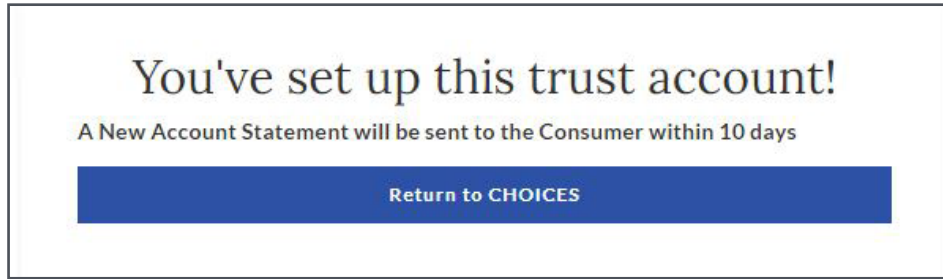 You've set up this trust account!
A New Account Statement will be sent to the Consumer within 10 days
Return to CHOICES